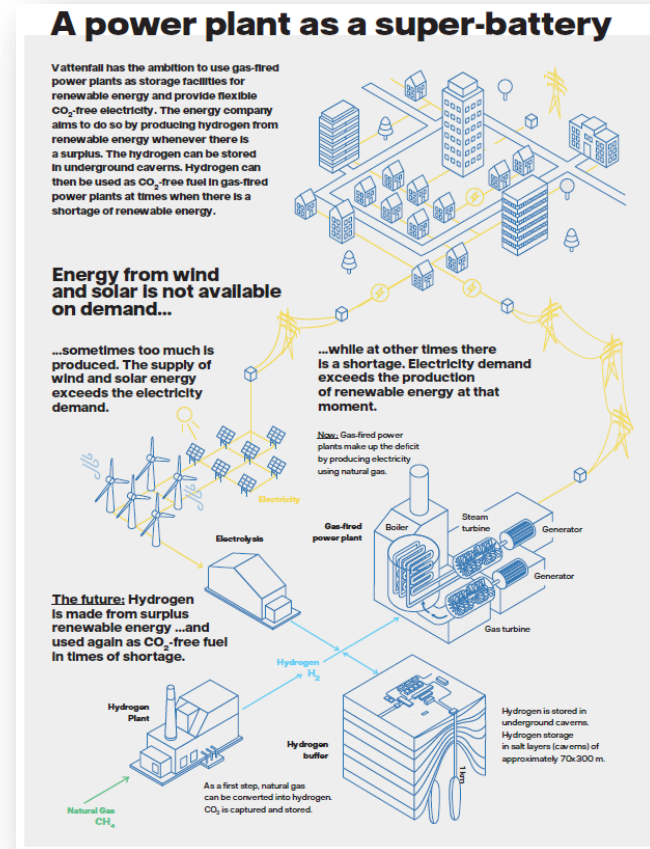 A power plant as a super-battery
Vattenfall has the ambition to use gas-fired
power plants as storage facilities for
renewable energy and provide flexible
CO₂-free electricity. The energy company
aims to do so by producing hydrogen from
renewable energy whenever there is
a surplus. The hydrogen can be stored
in underground caverns. Hydrogen can
then be used as CO₂-free fuel in gas-fired
power plants at times when there is a
shortage of renewable energy.
Energy from wind
and solar is not available
on demand...
...sometimes too much is
produced. The supply of
wind and solar energy
exceeds the electricity
demand.
...while at other times there
is a shortage. Electricity demand
exceeds the production
of renewable energy at that
moment.
Now: Gas-fired power
plants make up the deficit
by producing electricity
using natural gas.
Electricity
Gas-fired
power plant
Boiler
Steam
turbine
Generator
Generator
Gas turbine
Electrolysis
The future: Hydrogen
is made from surplus
renewable energy ...and
used again as CO₂-free fuel
in times of shortage.
Hydrogen
H₂
Hydrogen
Plant
Hydrogen
buffer
1 km
Hydrogen is stored in
underground caverns.
Hydrogen storage
in salt layers (caverns) of
approximately 70x300 m.
As a first step, natural gas
can be converted into hydrogen.
CO₂ is captured and stored.
Natural Gas
CH₄